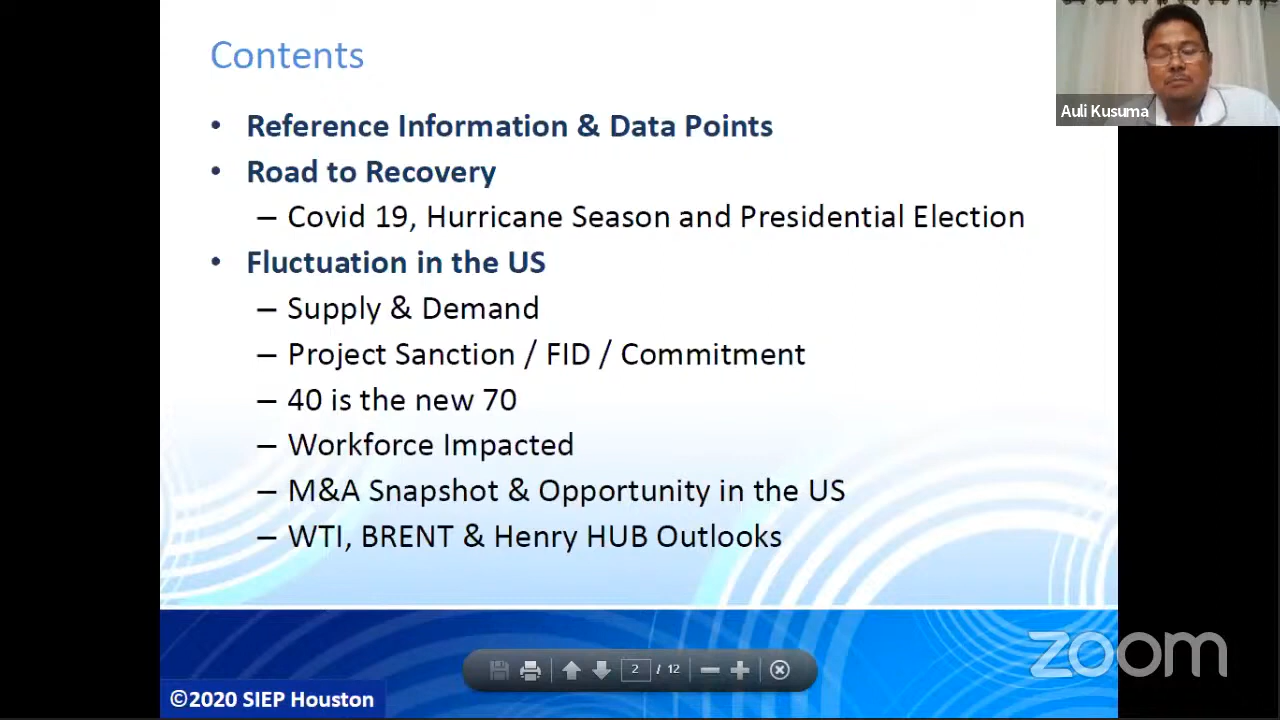 Contents
• Reference Information & Data Points
• Road to Recovery
– Covid 19, Hurricane Season and Presidential Election
• Fluctuation in the US
– Supply & Demand
– Project Sanction / FID / Commitment
– 40 is the new 70
– Workforce Impacted
– M&A Snapshot & Opportunity in the US
– WTI, BRENT & Henry HUB Outlooks
Auli Kusuma
2 / 12
zoom
©2020 SIEP Houston